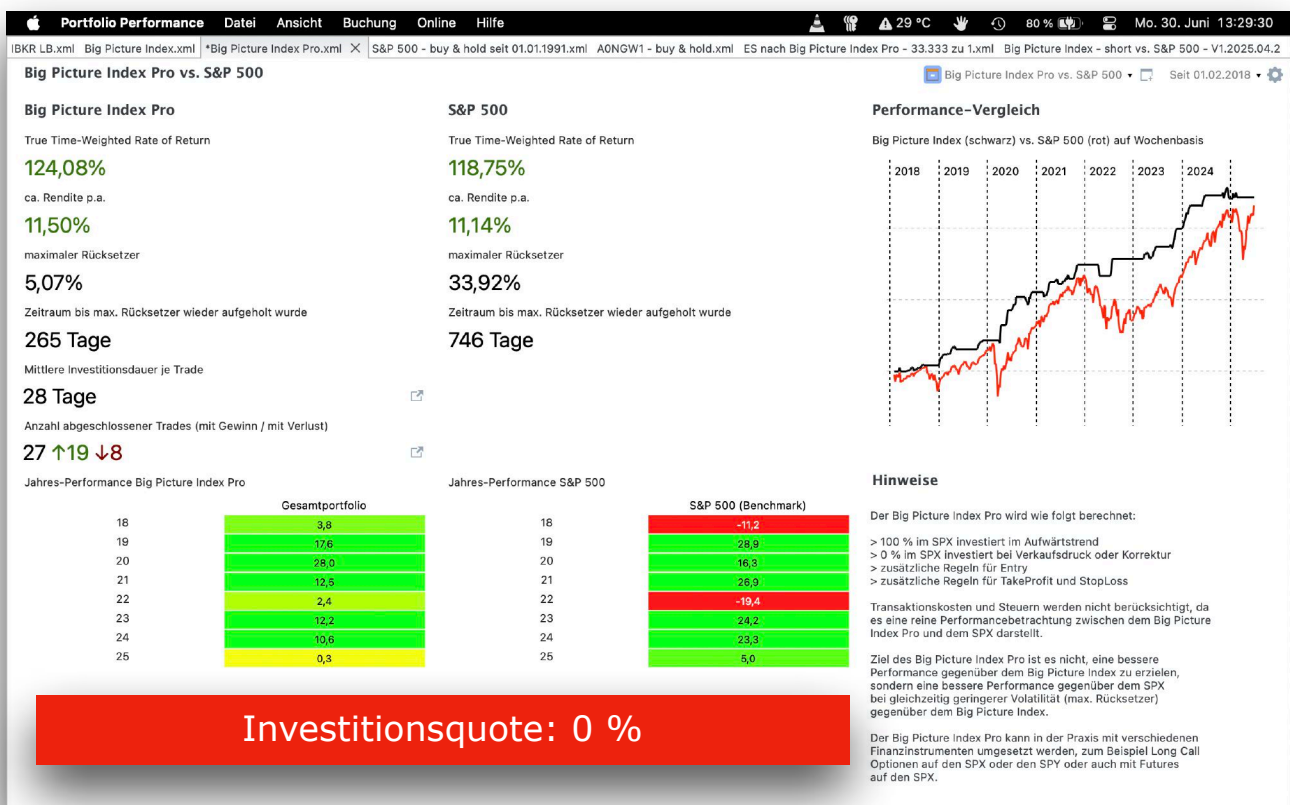 Portfolio Performance Datei Ansicht Buchung Online Hilfe 29 °C 80 % Mo. 30. Juni 13:29:30
IBKR LB.xml Big Picture Index.xml *Big Picture Index Pro.xml S&P 500 - buy & hold seit 01.01.1991.xml A0NGW1 - buy & hold.xml ES nach Big Picture Index Pro - 33.333 zu 1.xml Big Picture Index - short vs. S&P 500 - V1.2025.04.2
Big Picture Index Pro vs. S&P 500
Big Picture Index Pro vs. S&P 500 Seit 01.02.2018
Big Picture Index Pro
True Time-Weighted Rate of Return
124,08%
ca. Rendite p.a.
11,50%
maximaler Rücksetzer
5,07%
Zeitraum bis max. Rücksetzer wieder aufgeholt wurde
265 Tage
Mittlere Investitionsdauer je Trade
28 Tage
Anzahl abgeschlossener Trades (mit Gewinn / mit Verlust)
27 ↑19 ↓8
Jahres-Performance Big Picture Index Pro
Gesamtportfolio
18 3,8
19 17,6
20 28,0
21 12,5
22 2,4
23 12,2
24 10,6
25 0,3
S&P 500
True Time-Weighted Rate of Return
118,75%
ca. Rendite p.a.
11,14%
maximaler Rücksetzer
33,92%
Zeitraum bis max. Rücksetzer wieder aufgeholt wurde
746 Tage
Jahres-Performance S&P 500
S&P 500 (Benchmark)
18 -11,2
19 28,9
20 16,3
21 26,9
22 -19,4
23 24,2
24 23,3
25 5,0
Investitionsquote: 0 %
Performance-Vergleich
Big Picture Index (schwarz) vs. S&P 500 (rot) auf Wochenbasis
2018 2019 2020 2021 2022 2023 2024
Hinweise
Der Big Picture Index Pro wird wie folgt berechnet:
> 100 % im SPX investiert im Aufwärtstrend
> 0 % im SPX investiert bei Verkaufsdruck oder Korrektur
> zusätzliche Regeln für Entry
> zusätzliche Regeln für TakeProfit und StopLoss
Transaktionskosten und Steuern werden nicht berücksichtigt, da
es eine reine Performancebetrachtung zwischen dem Big Picture
Index Pro und dem SPX darstellt.
Ziel des Big Picture Index Pro ist es nicht, eine bessere
Performance gegenüber dem Big Picture Index zu erzielen,
sondern eine bessere Performance gegenüber dem SPX
bei gleichzeitig geringerer Volatilität (max. Rücksetzer)
gegenüber dem Big Picture Index.
Der Big Picture Index Pro kann in der Praxis mit verschiedenen
Finanzinstrumenten umgesetzt werden, zum Beispiel Long Call
Optionen auf den SPX oder den SPY oder auch mit Futures
auf den SPX.